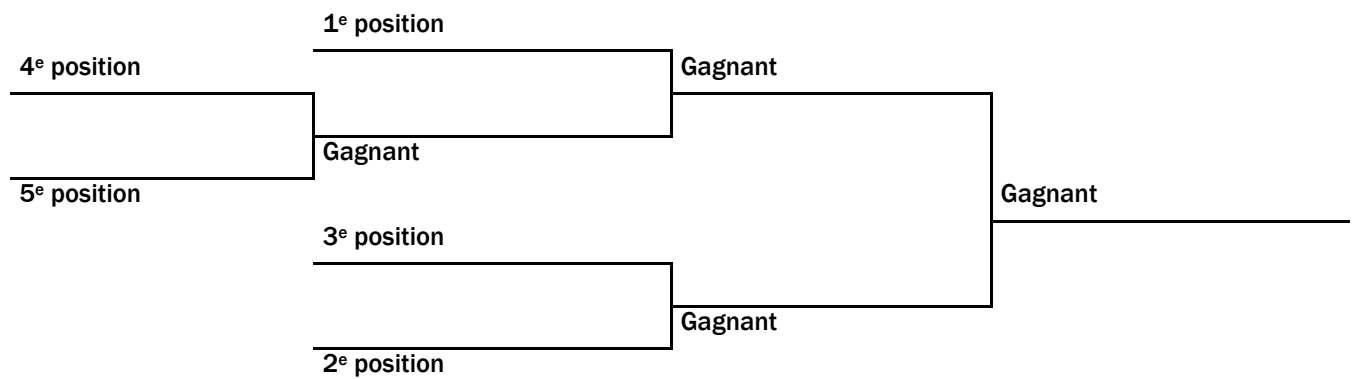 1ᵉ position
4ᵉ position
Gagnant
Gagnant
5ᵉ position
Gagnant
3ᵉ position
Gagnant
2ᵉ position